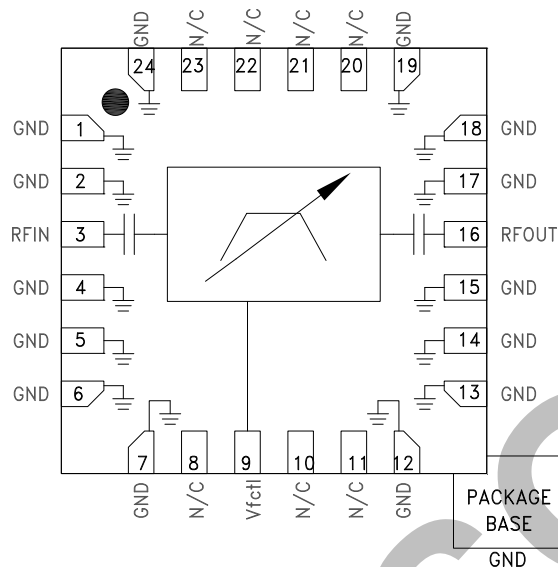 GND
N/C
N/C
N/C
N/C
GND
24
23
22
21
20
19
GND 1
18 GND
GND 2
17 GND
RFIN 3
16 RFOUT
GND 4
15 GND
GND 5
14 GND
GND 6
13 GND
7
8
9
10
11
12
GND
N/C
Vfctl
N/C
N/C
GND
PACKAGE
BASE
GND